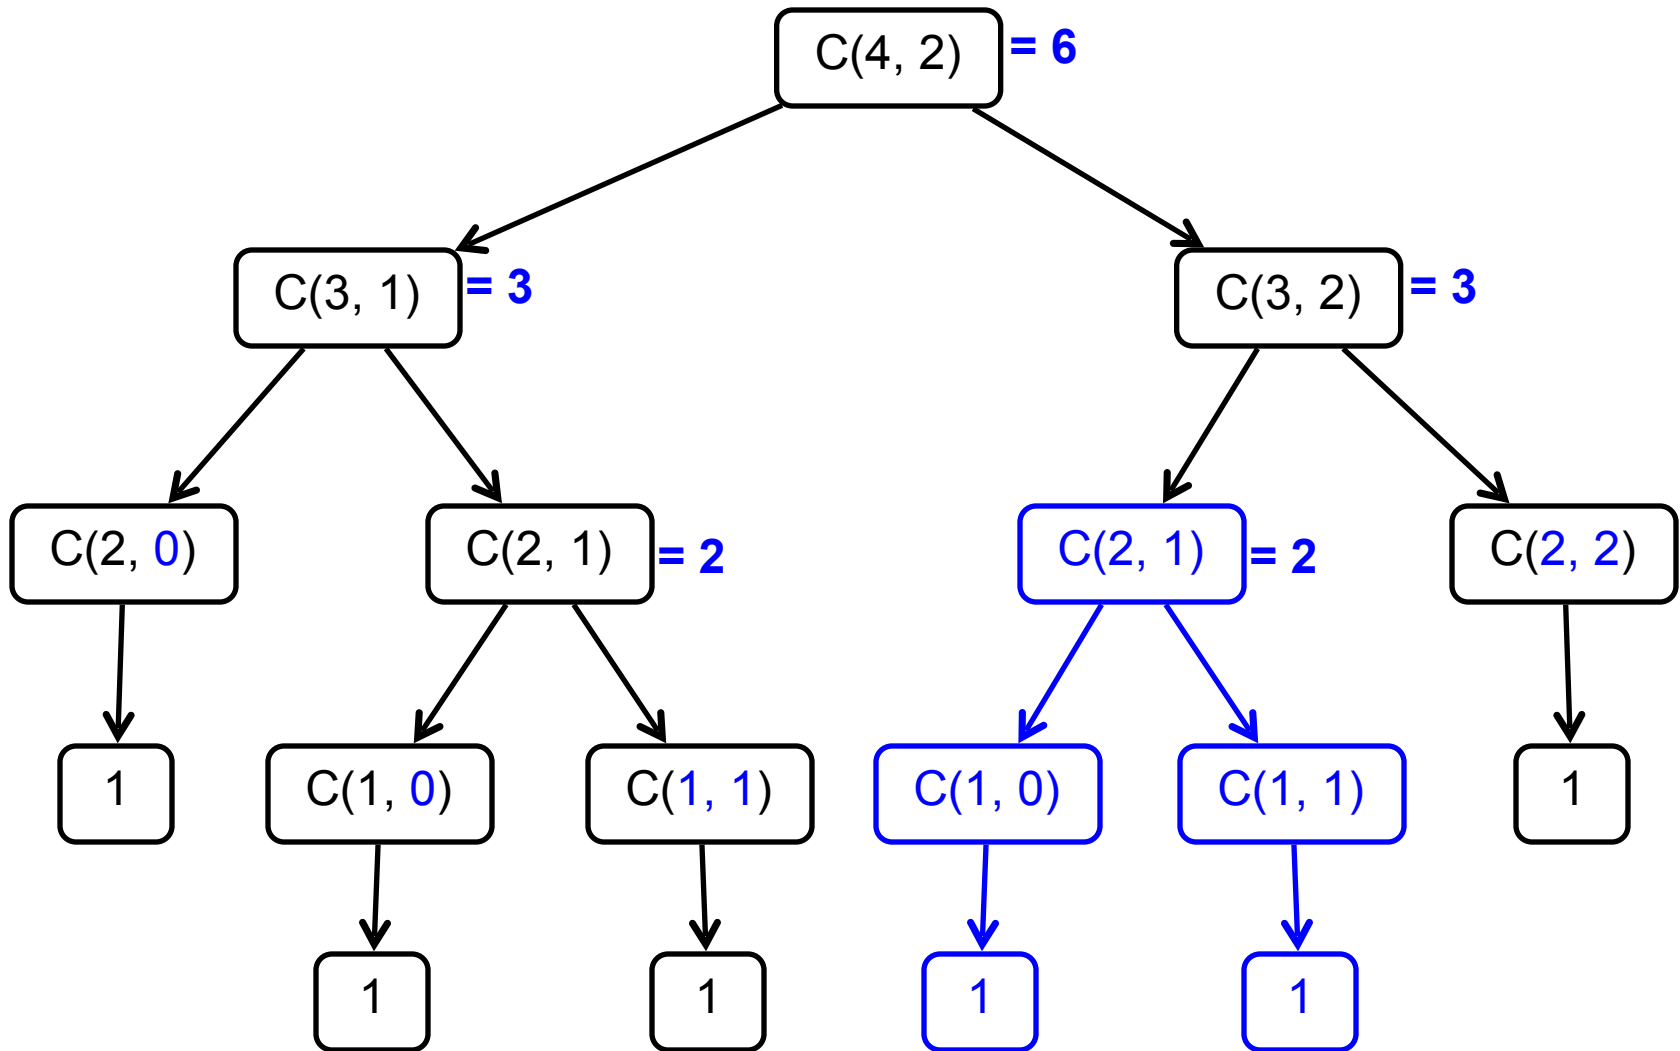 C(4, 2) = 6
C(3, 1) = 3
C(3, 2) = 3
C(2, 0)
C(2, 1) = 2
C(2, 1) = 2
C(2, 2)
1
C(1, 0)
C(1, 1)
C(1, 0)
C(1, 1)
1
1
1
1
1